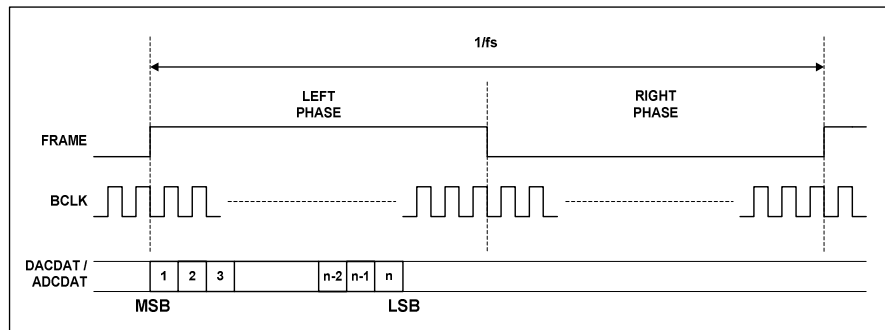 1/fs
LEFT
PHASE
RIGHT
PHASE
FRAME
BCLK
DACDAT /
ADCDAT
1 2 3 n-2 n-1 n
MSB LSB